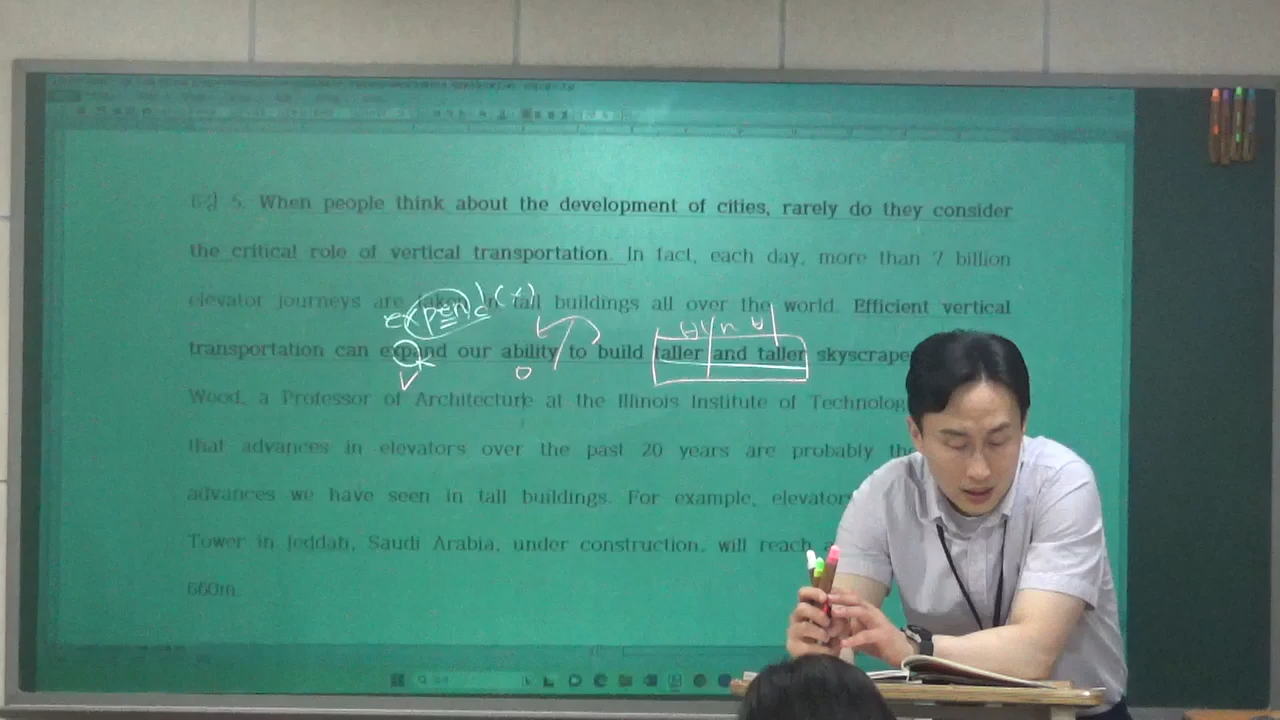 6강 5. When people think about the development of cities, rarely do they consider
the critical role of vertical transportation. In fact, each day, more than 7 billion
elevator journeys are taken in tall buildings all over the world. Efficient vertical
expend (t)
transportation can expand our ability to build taller and taller skyscrape
Wood, a Professor of Architecture at the Illinois Institute of Technolog
that advances in elevators over the past 20 years are probably the
advances we have seen in tall buildings. For example, elevators
Tower in Jeddah, Saudi Arabia, under construction, will reach a
660m.